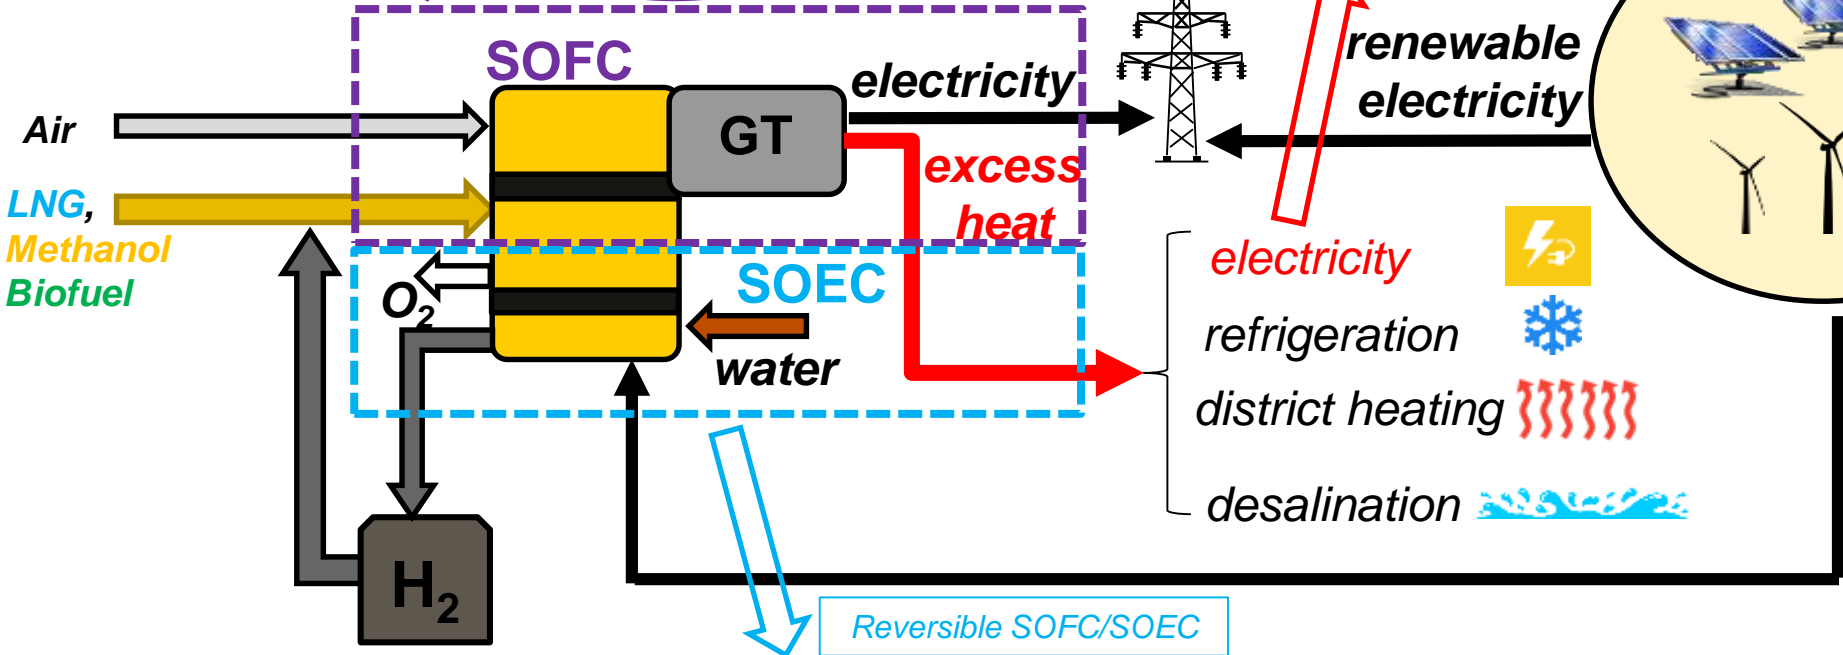 SOFC
GT
electricity
renewable
electricity
Air
excess
heat
LNG,
Methanol
Biofuel
O2
SOEC
water
electricity
refrigeration
district heating
desalination
H2
Reversible SOFC/SOEC